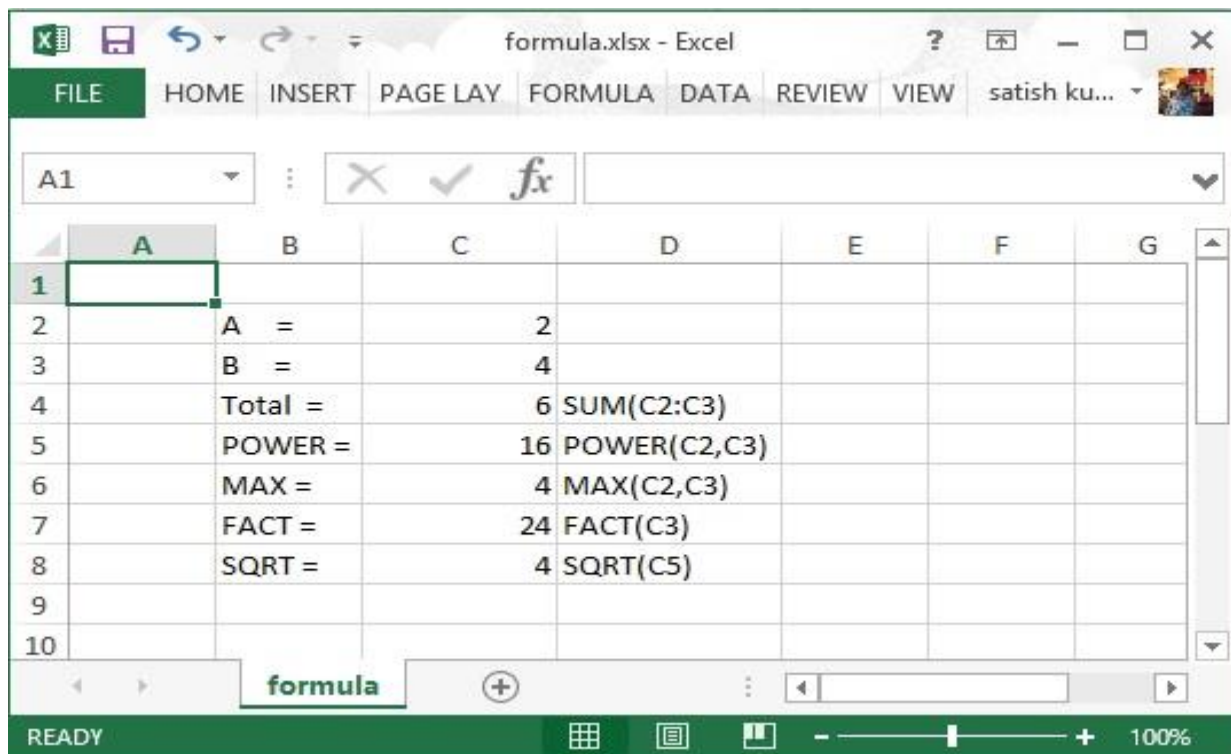 formula.xlsx - Excel ?
FILE HOME INSERT PAGE LAY FORMULA DATA REVIEW VIEW satish ku...
A1 fx
A B C D E F G
1
2 A = 2
3 B = 4
4 Total = 6 SUM(C2:C3)
5 POWER = 16 POWER(C2,C3)
6 MAX = 4 MAX(C2,C3)
7 FACT = 24 FACT(C3)
8 SQRT = 4 SQRT(C5)
9
10
formula
READY - + 100%